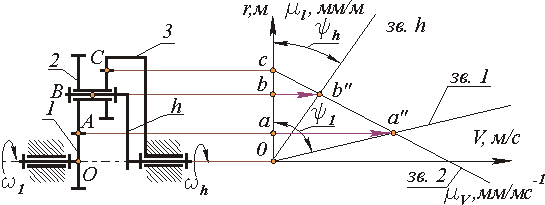 r,м μl, мм/м
ψh зв. h
2 C 3
c
B b b″ зв. 1
h ψ1
1 A a a″ V, м/с
O 0
ω1 ωh зв. 2 μV, мм/мс⁻¹